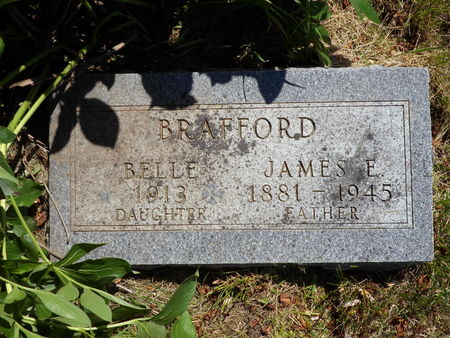 BRAFFORD
BELLE JAMES E.
1913 1881 – 1945
DAUGHTER FATHER